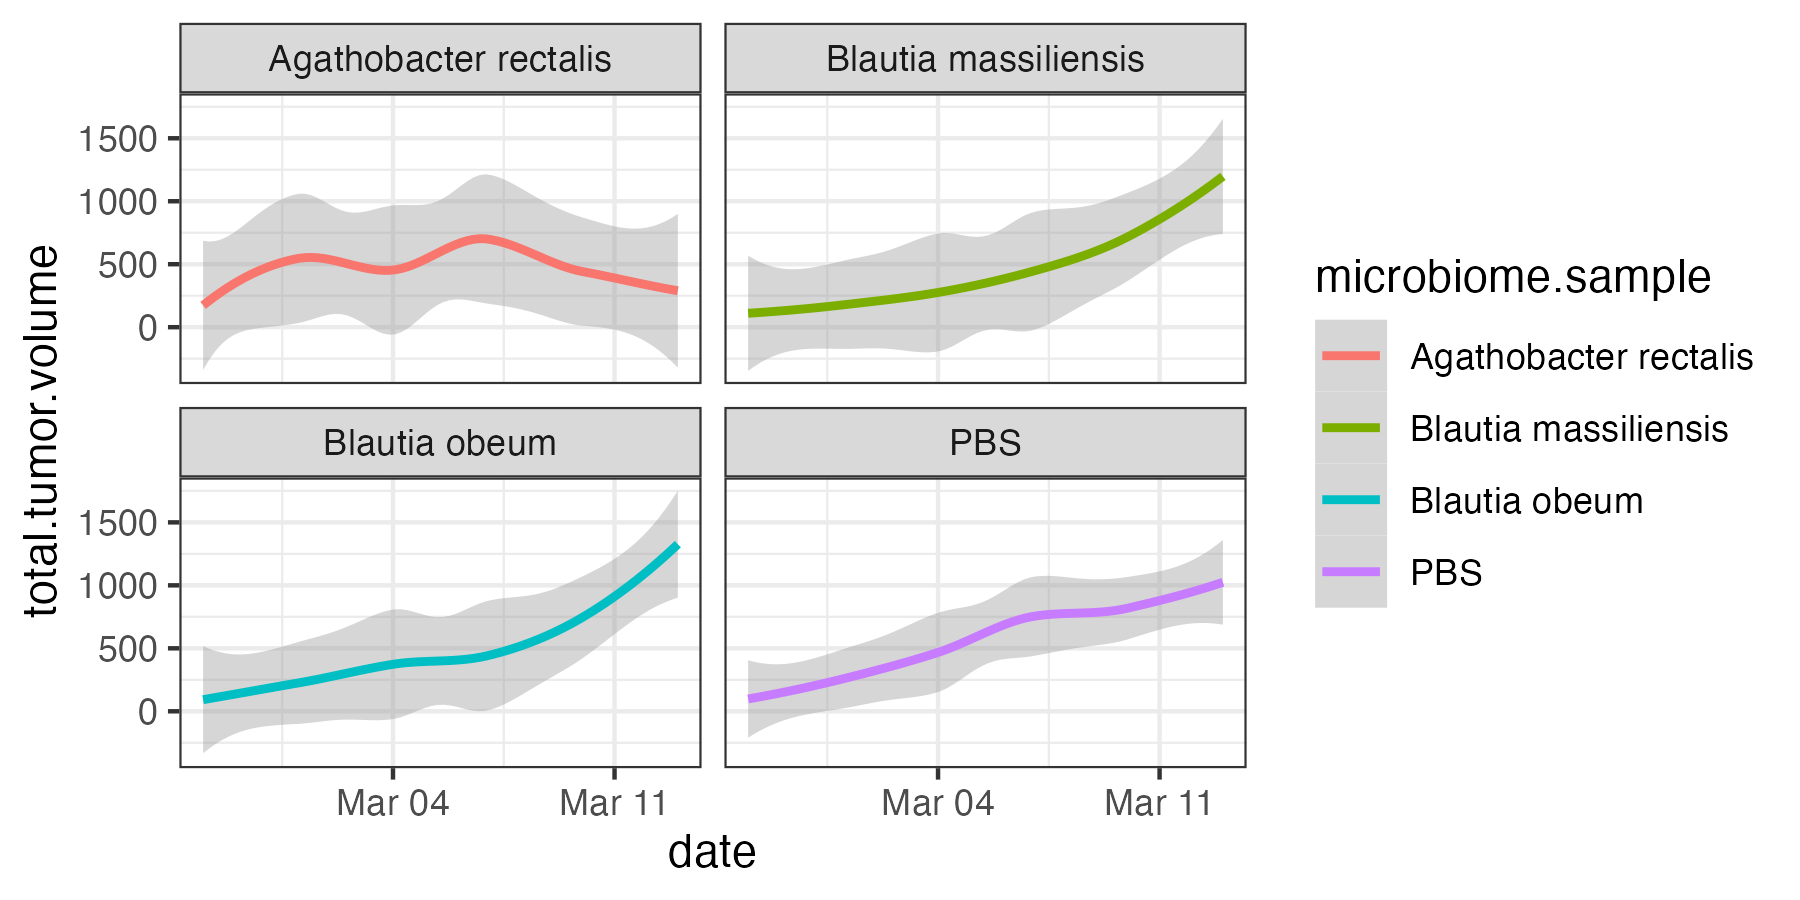 Agathobacter rectalis
Blautia massiliensis
1500
1000
500
0
Blautia obeum
PBS
1500
1000
500
0
Mar 04
Mar 11
Mar 04
Mar 11
date
total.tumor.volume
microbiome.sample
Agathobacter rectalis
Blautia massiliensis
Blautia obeum
PBS